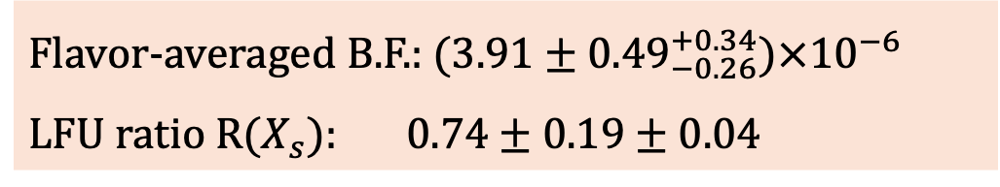 Flavor-averaged B.F.: (3.91 ± 0.49^{+0.34}_{−0.26})×10^{−6}
LFU ratio R(X_s): 0.74 ± 0.19 ± 0.04